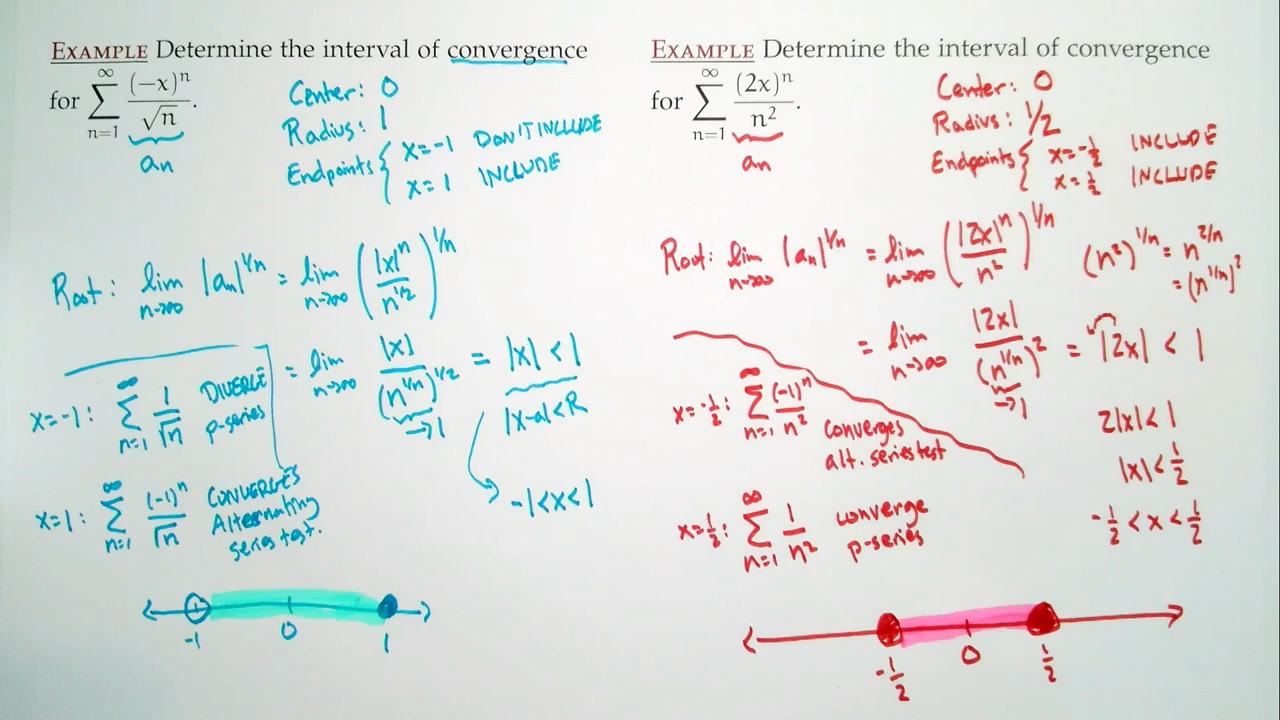 EXAMPLE Determine the interval of convergence
for ∑_{n=1}^{∞} (-x)^n / √n.
a_n
Center: 0
Radius: 1
Endpoints { x=-1 DON'T INCLUDE
x=1 INCLUDE
Root: lim_{n→∞} |a_n|^{1/n} = lim_{n→∞} (|x|^n / n^{1/2})^{1/n}
= lim_{n→∞} |x| / (n^{1/n})^{1/2} = |x| < 1
→1
|x-a|<R
-1<x<1
x=-1: ∑_{n=1}^{∞} 1/√n DIVERGE
p-series
x=1: ∑_{n=1}^{∞} (-1)^n / √n CONVERGES
Alternating
series test.
-1 0 1
EXAMPLE Determine the interval of convergence
for ∑_{n=1}^{∞} (2x)^n / n^2.
a_n
Center: 0
Radius: 1/2
Endpoints { x=-1/2 INCLUDE
x=1/2 INCLUDE
Root: lim_{n→∞} |a_n|^{1/n} = lim_{n→∞} (|2x|^n / n^2)^{1/n}
(n^2)^{1/n} = n^{2/n}
= (n^{1/n})^2
= lim_{n→∞} |2x| / (n^{1/n})^2 = |2x| < 1
→1
2|x|<1
|x|<1/2
-1/2 < x < 1/2
x=-1/2: ∑_{n=1}^{∞} (-1)^n / n^2 converges
alt. series test
x=1/2: ∑_{n=1}^{∞} 1/n^2 converge
p-series
-1/2 0 1/2